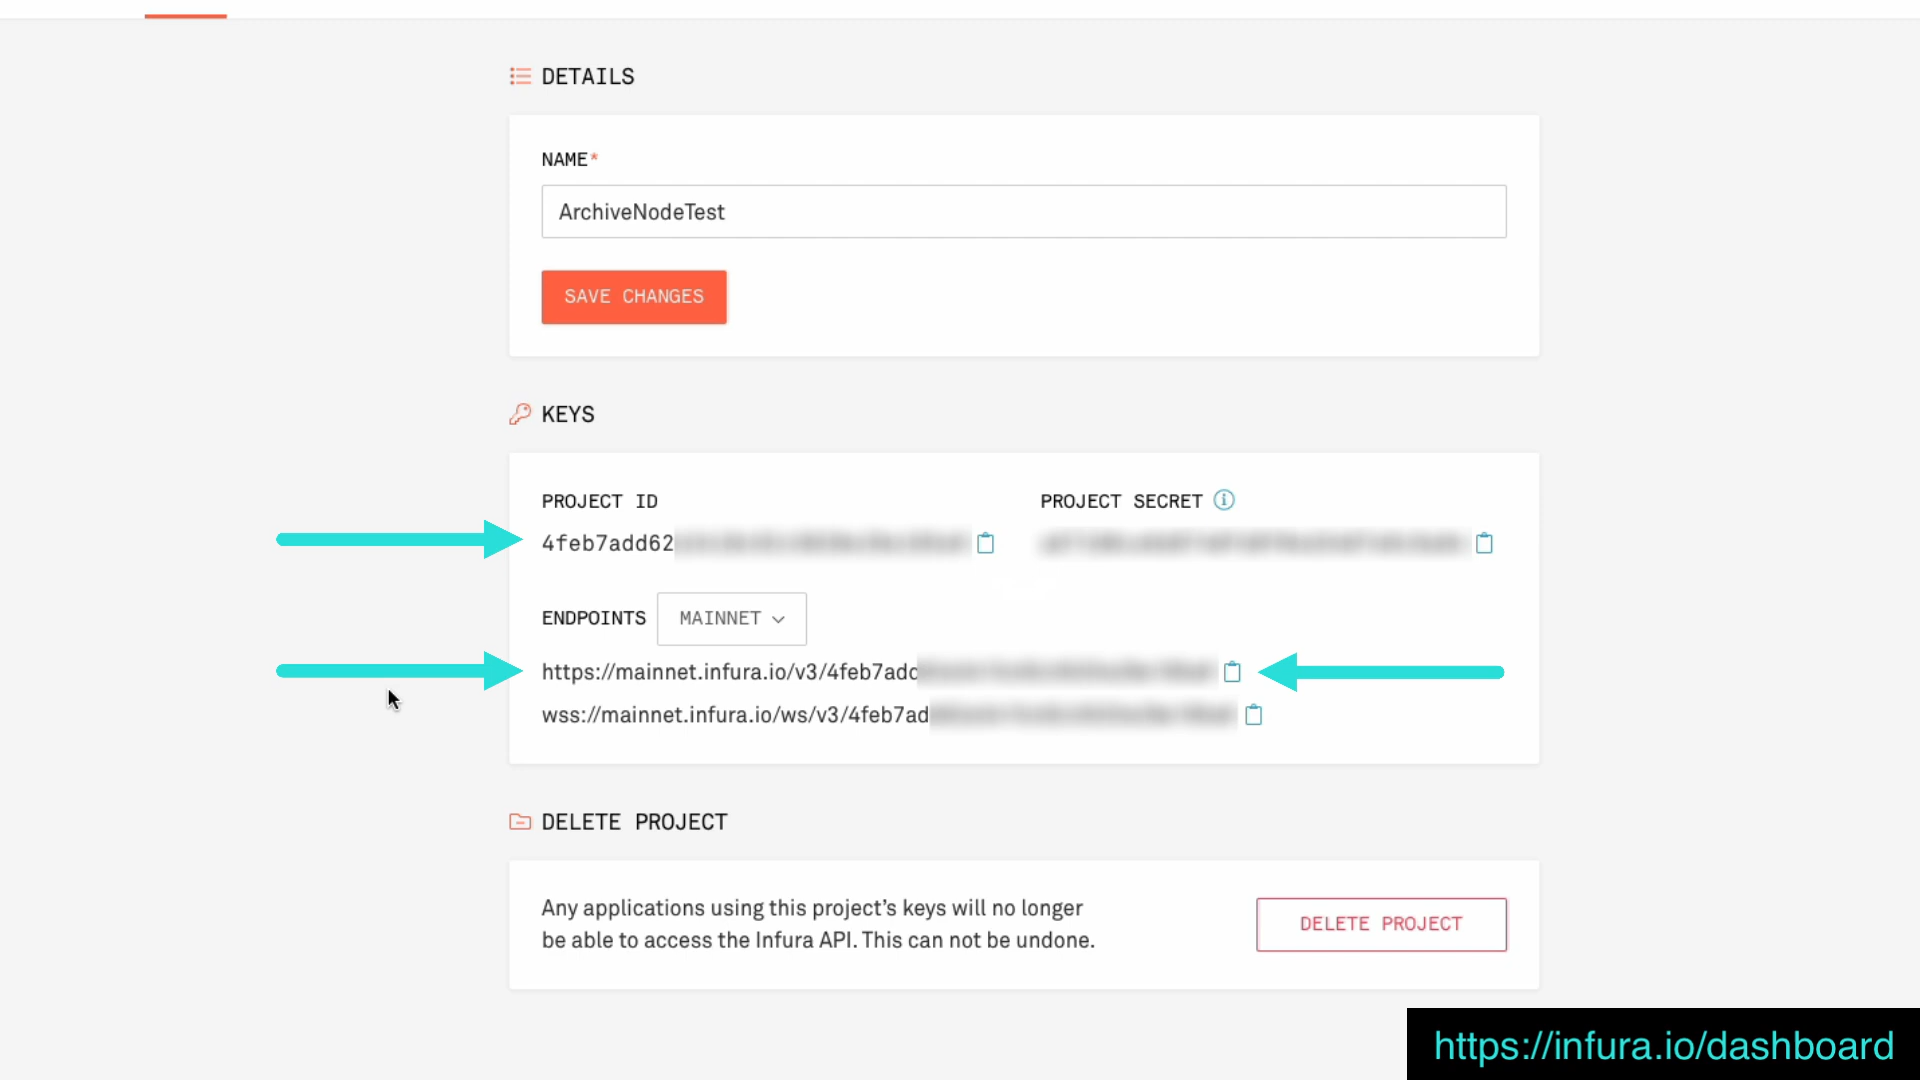 DETAILS
NAME*
ArchiveNodeTest
SAVE CHANGES
KEYS
PROJECT ID
PROJECT SECRET
4feb7add62
ENDPOINTS MAINNET
https://mainnet.infura.io/v3/4feb7add
wss://mainnet.infura.io/ws/v3/4feb7ad
DELETE PROJECT
Any applications using this project’s keys will no longer
be able to access the Infura API. This can not be undone.
DELETE PROJECT
https://infura.io/dashboard